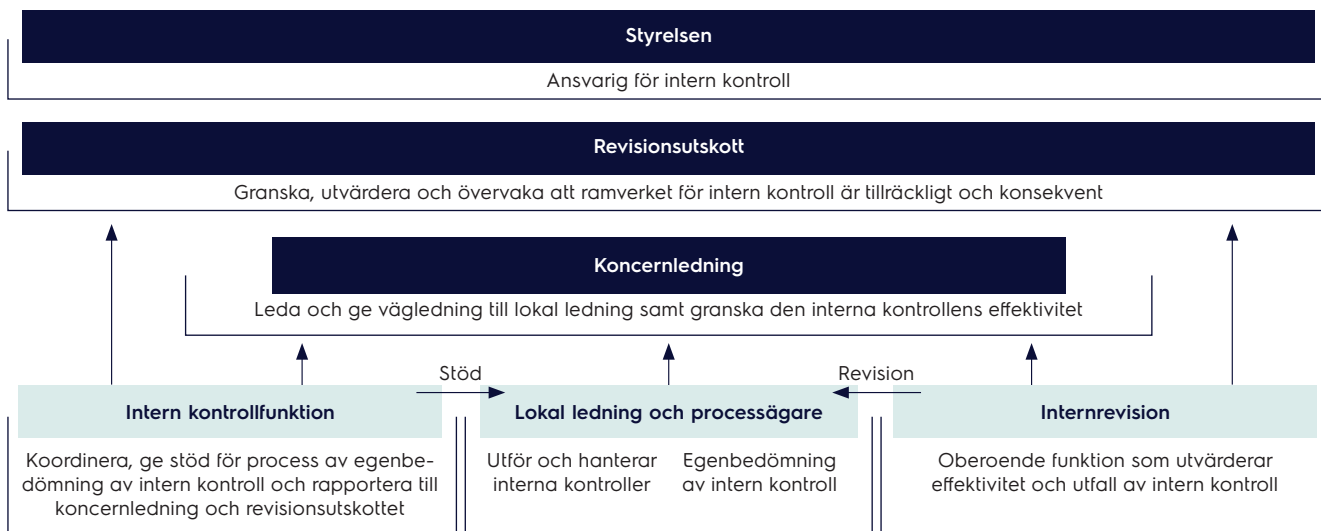 Styrelsen
Ansvarig för intern kontroll
Revisionsutskott
Granska, utvärdera och övervaka att ramverket för intern kontroll är tillräckligt och konsekvent
Koncernledning
Leda och ge vägledning till lokal ledning samt granska den interna kontrollens effektivitet
Stöd
Revision
Intern kontrollfunktion
Koordinera, ge stöd för process av egenbe-
dömning av intern kontroll och rapportera till
koncernledning och revisionsutskottet
Lokal ledning och processägare
Utför och hanterar
interna kontroller
Egenbedömning
av intern kontroll
Internrevision
Oberoende funktion som utvärderar
effektivitet och utfall av intern kontroll